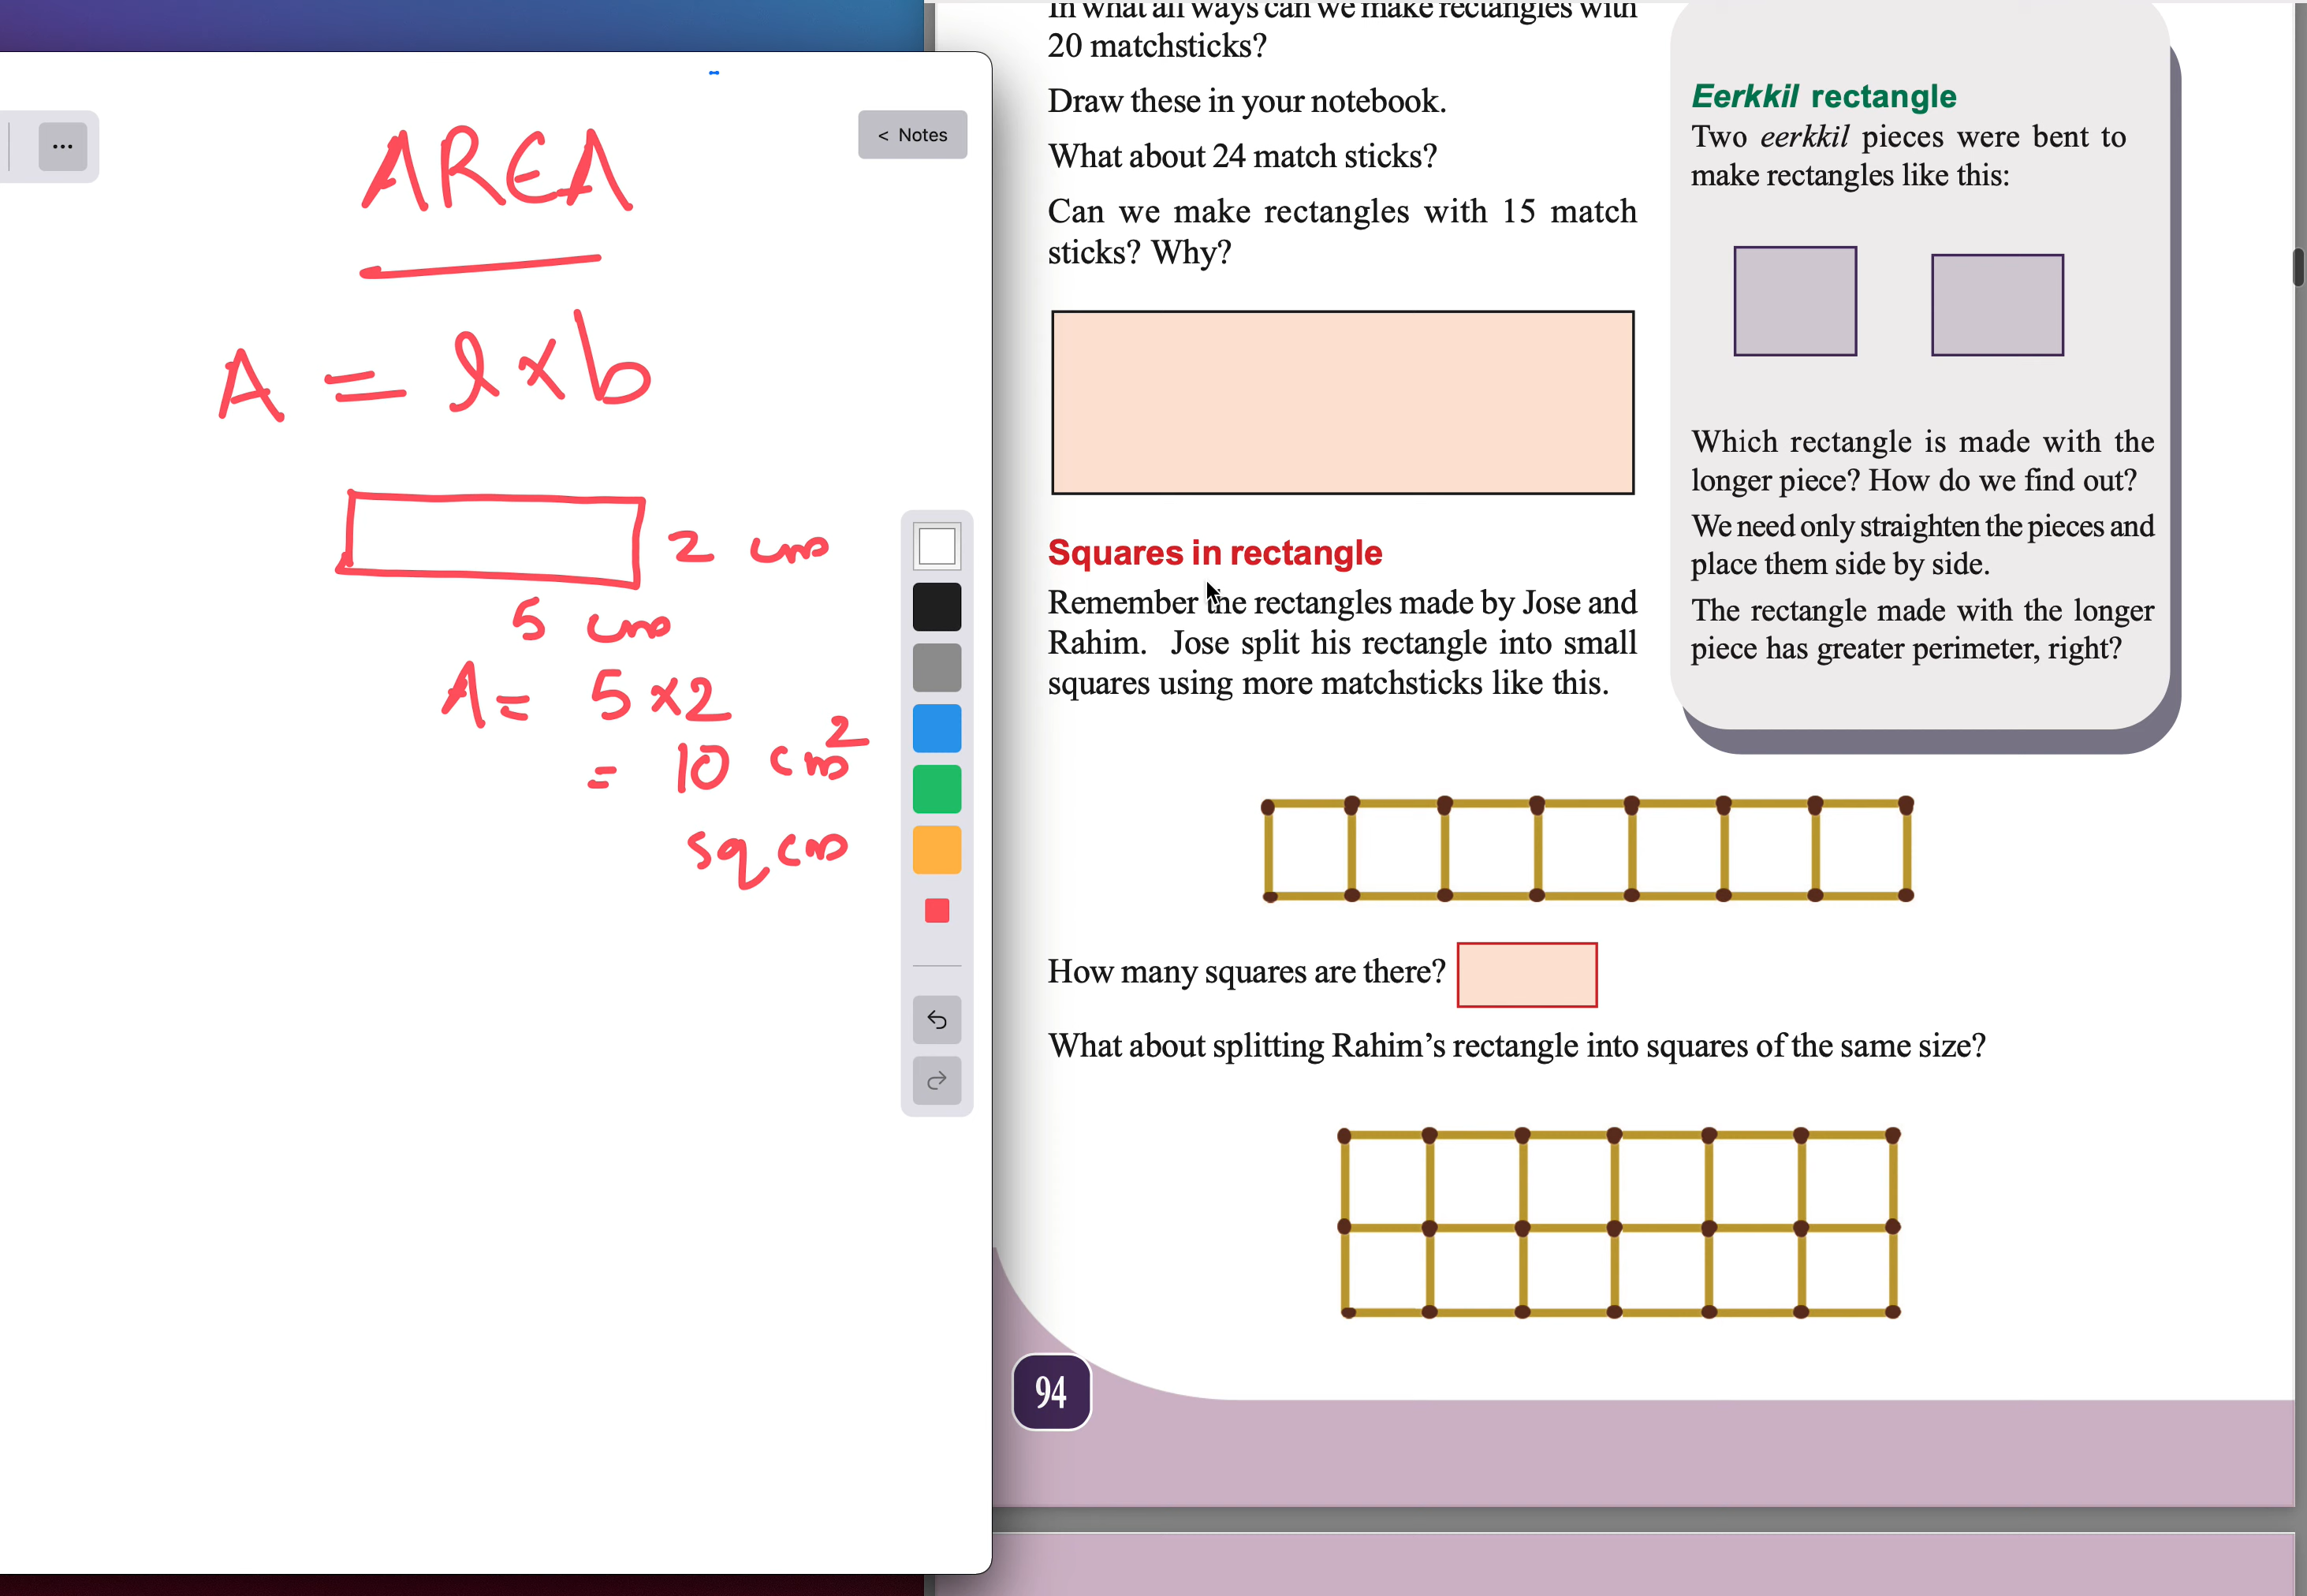 < Notes
AREA
A = l × b
2 cm
5 cm
A = 5 × 2
= 10 cm²
sq cm
In what all ways can we make rectangles with
20 matchsticks?
Draw these in your notebook.
What about 24 match sticks?
Can we make rectangles with 15 match
sticks? Why?
Squares in rectangle
Remember the rectangles made by Jose and
Rahim. Jose split his rectangle into small
squares using more matchsticks like this.
Eerkkil rectangle
Two eerkkil pieces were bent to
make rectangles like this:
Which rectangle is made with the
longer piece? How do we find out?
We need only straighten the pieces and
place them side by side.
The rectangle made with the longer
piece has greater perimeter, right?
How many squares are there?
What about splitting Rahim’s rectangle into squares of the same size?
94